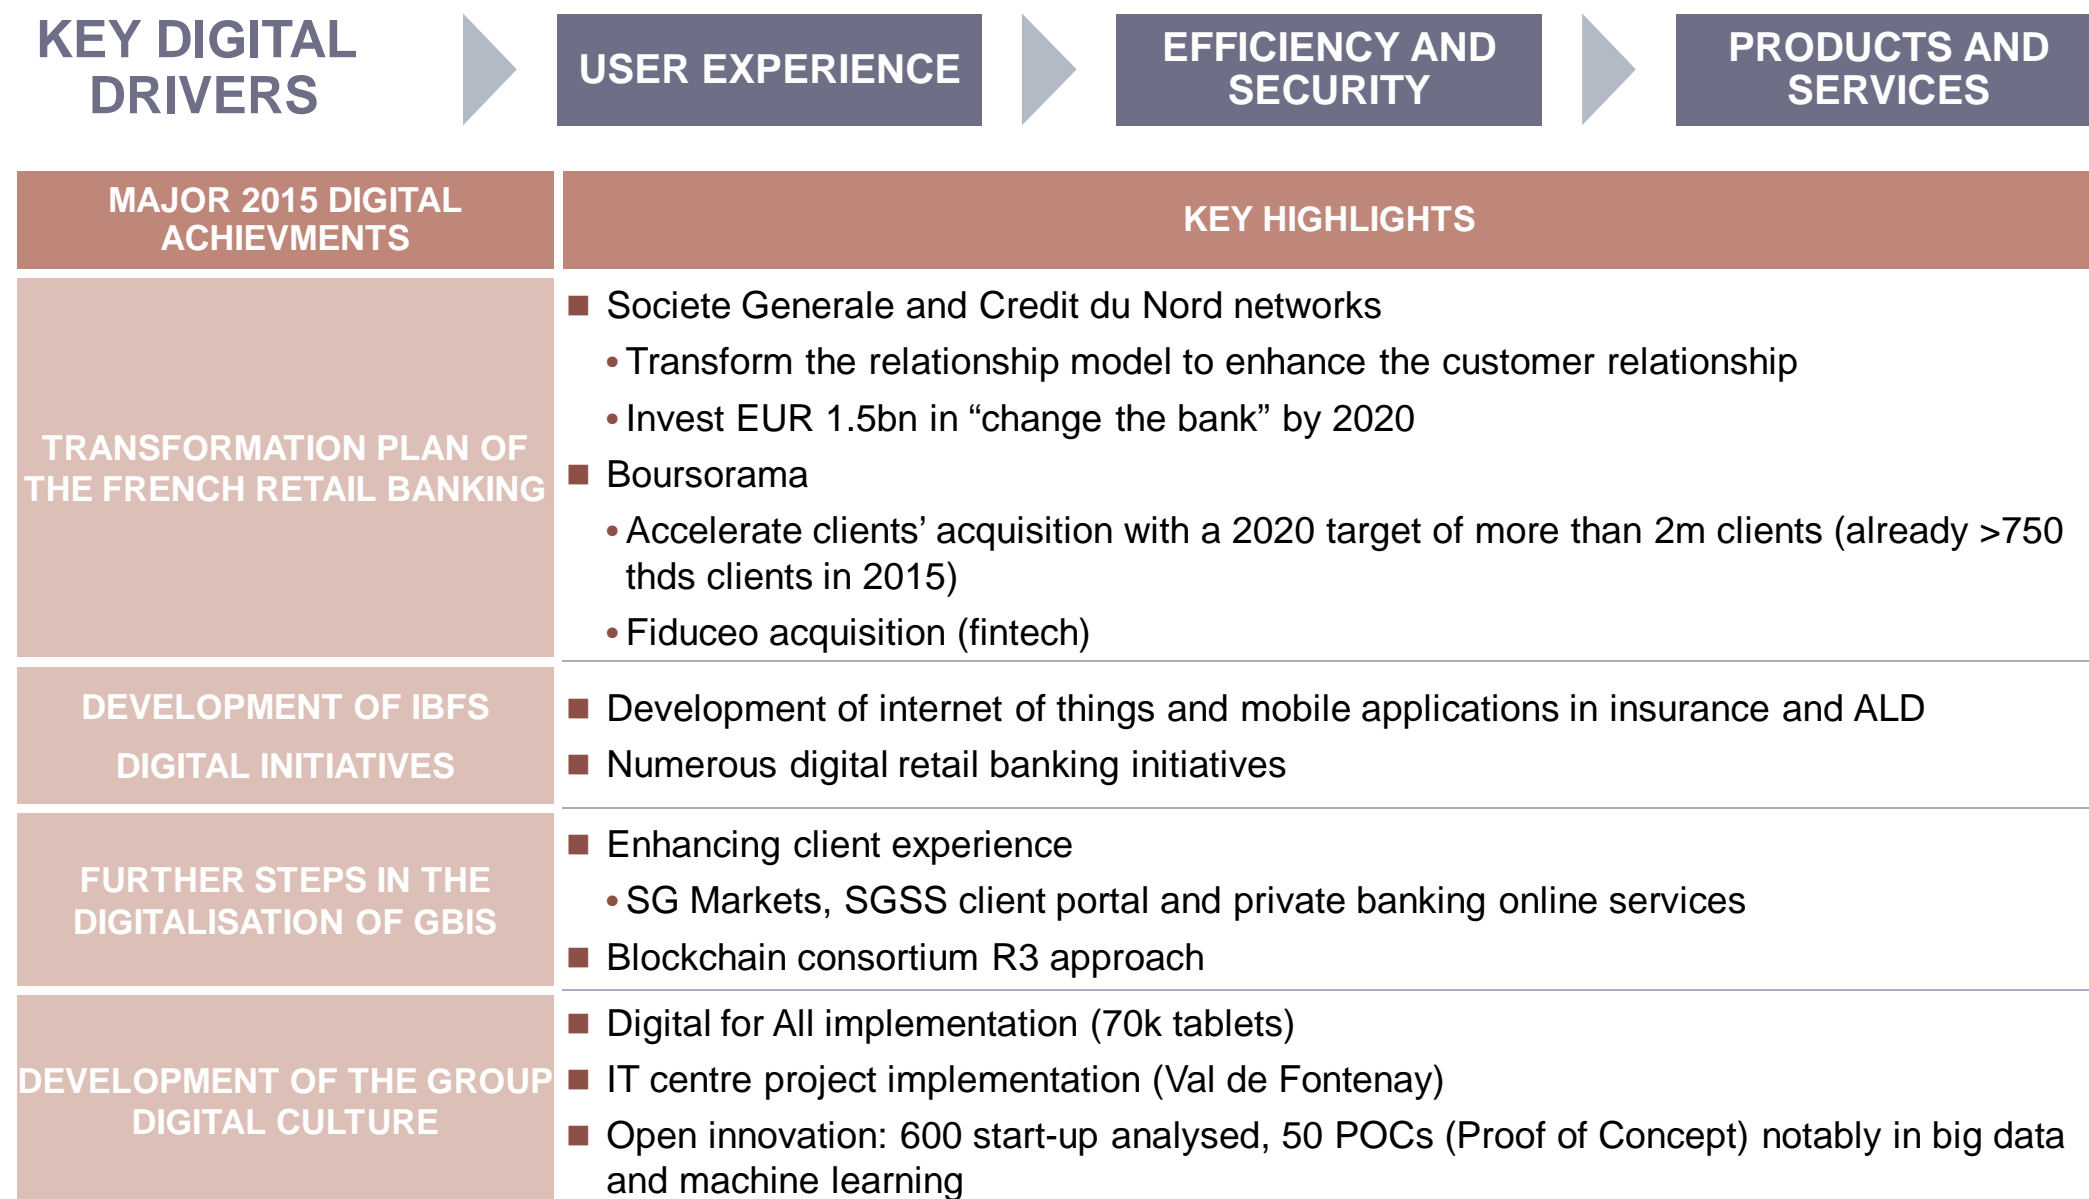 KEY DIGITAL
DRIVERS
USER EXPERIENCE
EFFICIENCY AND
SECURITY
PRODUCTS AND
SERVICES
MAJOR 2015 DIGITAL
ACHIEVMENTS
KEY HIGHLIGHTS
TRANSFORMATION PLAN OF
THE FRENCH RETAIL BANKING
■ Societe Generale and Credit du Nord networks
• Transform the relationship model to enhance the customer relationship
• Invest EUR 1.5bn in “change the bank” by 2020
■ Boursorama
• Accelerate clients’ acquisition with a 2020 target of more than 2m clients (already >750
thds clients in 2015)
• Fiduceo acquisition (fintech)
DEVELOPMENT OF IBFS
DIGITAL INITIATIVES
■ Development of internet of things and mobile applications in insurance and ALD
■ Numerous digital retail banking initiatives
FURTHER STEPS IN THE
DIGITALISATION OF GBIS
■ Enhancing client experience
• SG Markets, SGSS client portal and private banking online services
■ Blockchain consortium R3 approach
DEVELOPMENT OF THE GROUP
DIGITAL CULTURE
■ Digital for All implementation (70k tablets)
■ IT centre project implementation (Val de Fontenay)
■ Open innovation: 600 start-up analysed, 50 POCs (Proof of Concept) notably in big data
and machine learning